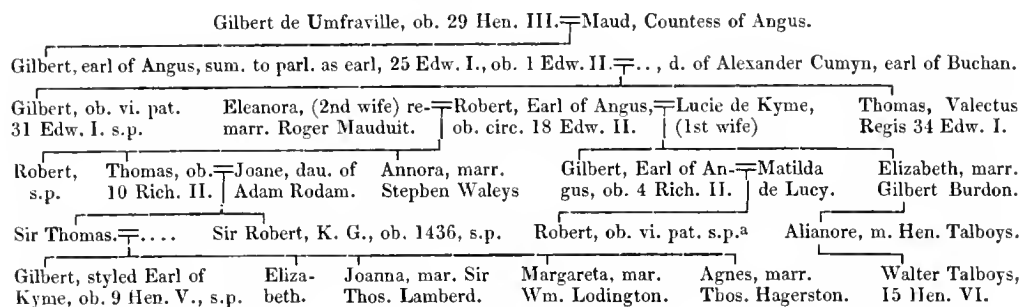 Gilbert de Umfraville, ob. 29 Hen. III. Maud, Countess of Angus.
Gilbert, earl of Angus, sum. to parl. as earl, 25 Edw. I., ob. 1 Edw. II. .., d. of Alexander Cumyn, earl of Buchan.
Gilbert, ob. vi. pat. Eleanora, (2nd wife) re- Robert, Earl of Angus, Lucie de Kyme, Thomas, Valectus
31 Edw. I. s.p. marr. Roger Mauduit. ob. circ. 18 Edw. II. (1st wife) Regis 34 Edw. I.
Robert, Thomas, ob. Joane, dau. of Annora, marr. Gilbert, Earl of An- Matilda Elizabeth, marr.
s.p. 10 Rich. II. Adam Rodam. Stephen Waleys gus, ob. 4 Rich. II. de Lucy. Gilbert Burdon.
Sir Thomas. .... Sir Robert, K. G., ob. 1436, s.p. Robert, ob. vi. pat. s.p.a Alianore, m. Hen. Talboys.
Gilbert, styled Earl of Eliza- Joanna, mar. Sir Margareta, mar. Agnes, marr. Walter Talboys,
Kyme, ob. 9 Hen. V., s.p. beth. Thos. Lamberd. Wm. Lodington. Thos. Hagerston. 15 Hen. VI.